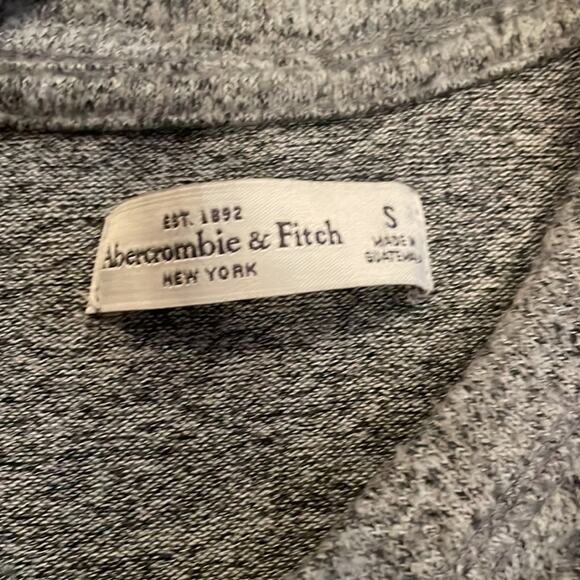 EST. 1892
Abercrombie & Fitch
NEW YORK
S
MADE IN
GUATEMALA